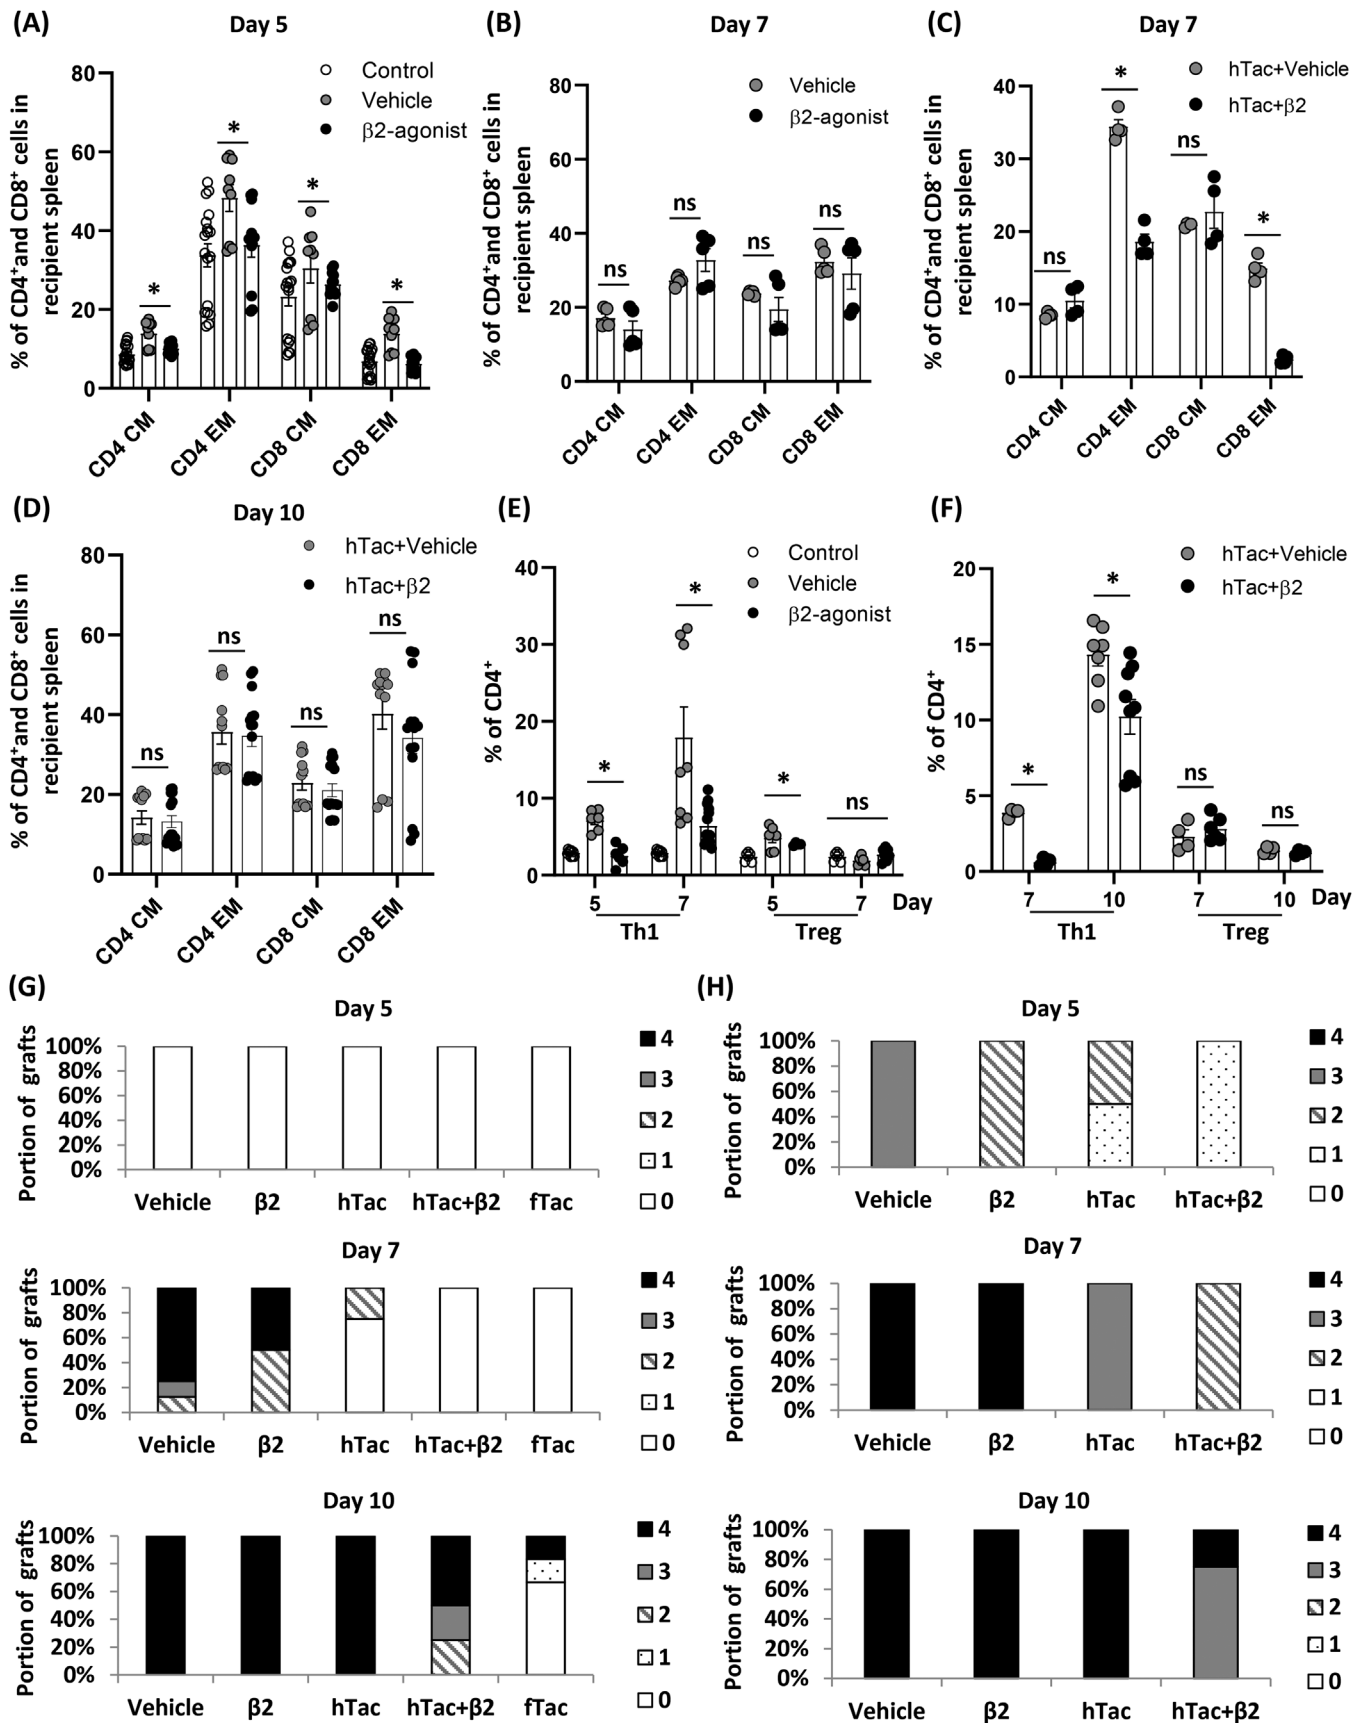 (A)
Day 5
% of CD4⁺and CD8⁺ cells in
recipient spleen
80
60
40
20
0
Control
Vehicle
β2-agonist
*
*
*
*
CD4 CM
CD4 EM
CD8 CM
CD8 EM
(B)
Day 7
% of CD4⁺and CD8⁺ cells in
recipient spleen
80
60
40
20
0
Vehicle
β2-agonist
ns
ns
ns
ns
CD4 CM
CD4 EM
CD8 CM
CD8 EM
(C)
Day 7
% of CD4⁺and CD8⁺ cells in
recipient spleen
40
30
20
10
0
hTac+Vehicle
hTac+β2
ns
*
ns
*
CD4 CM
CD4 EM
CD8 CM
CD8 EM
(D)
Day 10
% of CD4⁺and CD8⁺ cells in
recipient spleen
80
60
40
20
0
hTac+Vehicle
hTac+β2
ns
ns
ns
ns
CD4 CM
CD4 EM
CD8 CM
CD8 EM
(E)
% of CD4⁺
40
30
20
10
0
Control
Vehicle
β2-agonist
*
*
*
ns
5 7 5 7 Day
Th1 Treg
(F)
% of CD4⁺
20
15
10
5
0
hTac+Vehicle
hTac+β2
*
*
ns
ns
7 10 7 10 Day
Th1 Treg
(G)
Day 5
Portion of grafts
100%
80%
60%
40%
20%
0%
Vehicle β2 hTac hTac+β2 fTac
4
3
2
1
0
Day 7
Portion of grafts
100%
80%
60%
40%
20%
0%
Vehicle β2 hTac hTac+β2 fTac
4
3
2
1
0
Day 10
Portion of grafts
100%
80%
60%
40%
20%
0%
Vehicle β2 hTac hTac+β2 fTac
4
3
2
1
0
(H)
Day 5
Portion of grafts
100%
80%
60%
40%
20%
0%
Vehicle β2 hTac hTac+β2
4
3
2
1
0
Day 7
Portion of grafts
100%
80%
60%
40%
20%
0%
Vehicle β2 hTac hTac+β2
4
3
2
1
0
Day 10
Portion of grafts
100%
80%
60%
40%
20%
0%
Vehicle β2 hTac hTac+β2
4
3
2
1
0